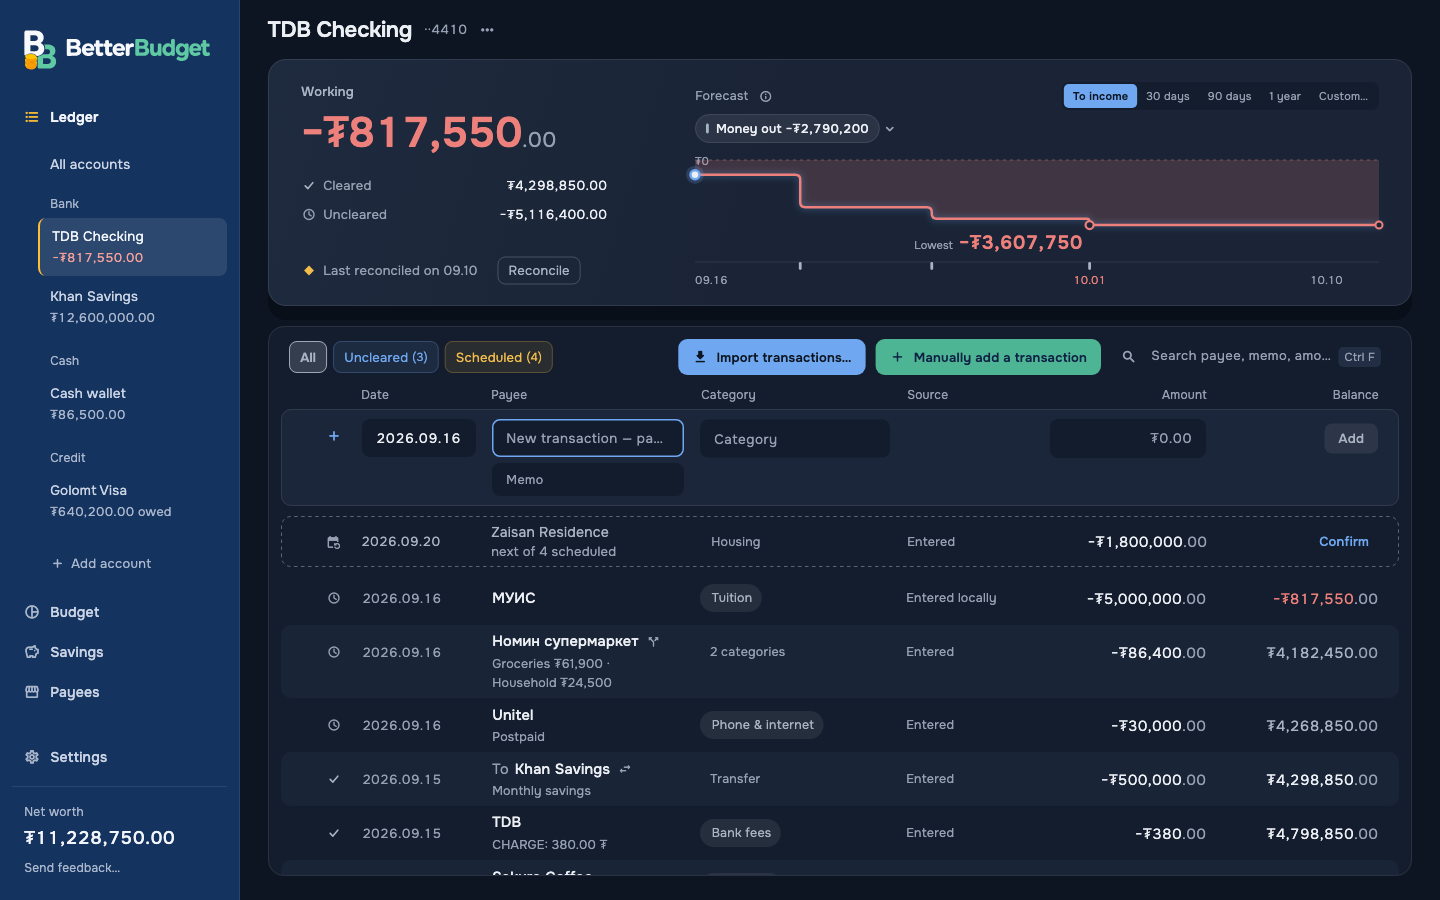 BetterBudget
Ledger
All accounts
Bank
TDB Checking
-₮817,550.00
Khan Savings
₮12,600,000.00
Cash
Cash wallet
₮86,500.00
Credit
Golomt Visa
₮640,200.00 owed
+ Add account
Budget
Savings
Payees
Settings
Net worth
₮11,228,750.00
Send feedback...
TDB Checking ··4410 •••
Working
-₮817,550.00
Cleared ₮4,298,850.00
Uncleared -₮5,116,400.00
Last reconciled on 09.10 Reconcile
Forecast To income 30 days 90 days 1 year Custom...
Money out -₮2,790,200
₮0
Lowest -₮3,607,750
09.16 10.01 10.10
All Uncleared (3) Scheduled (4) Import transactions... + Manually add a transaction Search payee, memo, amo... Ctrl F
Date Payee Category Source Amount Balance
+ 2026.09.16 New transaction — pa... Category ₮0.00 Add
Memo
2026.09.20 Zaisan Residence Housing Entered -₮1,800,000.00 Confirm
next of 4 scheduled
2026.09.16 МУИС Tuition Entered locally -₮5,000,000.00 -₮817,550.00
2026.09.16 Номин супермаркет 2 categories Entered -₮86,400.00 ₮4,182,450.00
Groceries ₮61,900 ·
Household ₮24,500
2026.09.16 Unitel Phone & internet Entered -₮30,000.00 ₮4,268,850.00
Postpaid
2026.09.15 To Khan Savings Transfer Entered -₮500,000.00 ₮4,298,850.00
Monthly savings
2026.09.15 TDB Bank fees Entered -₮380.00 ₮4,798,850.00
CHARGE: 380.00 ₮